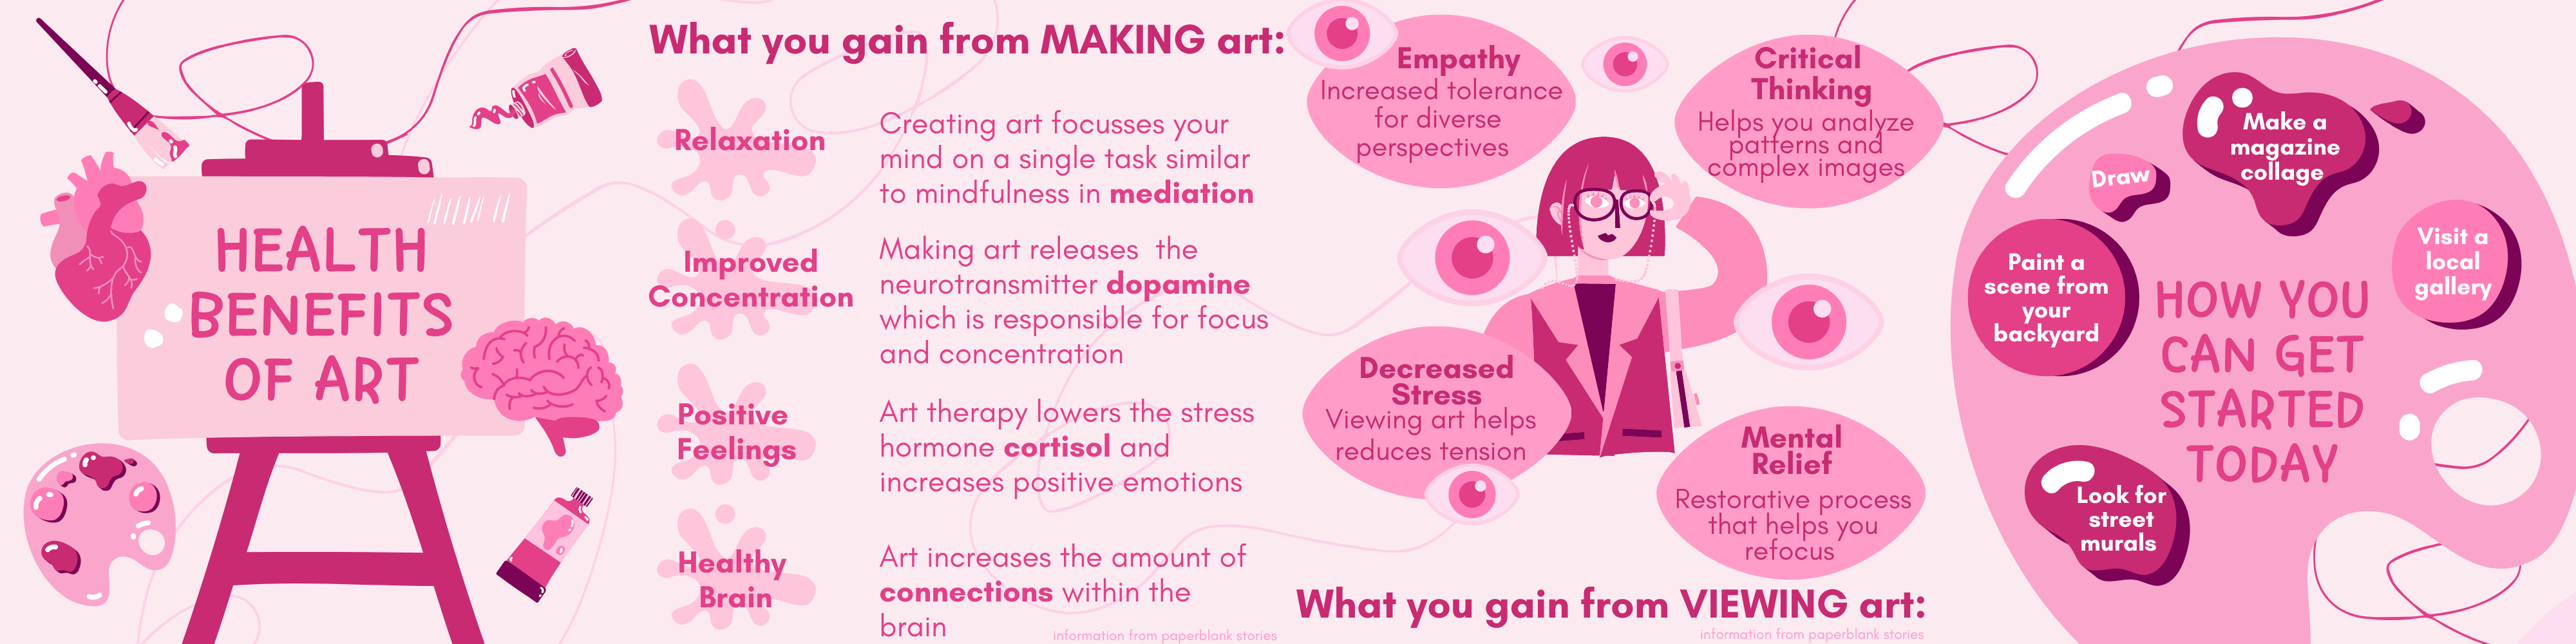 HEALTH
BENEFITS
OF ART
What you gain from MAKING art:
Relaxation
Creating art focusses your
mind on a single task similar
to mindfulness in mediation
Improved
Concentration
Making art releases the
neurotransmitter dopamine
which is responsible for focus
and concentration
Positive
Feelings
Art therapy lowers the stress
hormone cortisol and
increases positive emotions
Healthy
Brain
Art increases the amount of
connections within the
brain
information from paperblank stories
Empathy
Increased tolerance
for diverse
perspectives
Critical
Thinking
Helps you analyze
patterns and
complex images
Decreased
Stress
Viewing art helps
reduces tension
Mental
Relief
Restorative process
that helps you
refocus
What you gain from VIEWING art:
information from paperblank stories
Make a
magazine
collage
Draw
Visit a
local
gallery
Paint a
scene from
your
backyard
HOW YOU
CAN GET
STARTED
TODAY
Look for
street
murals